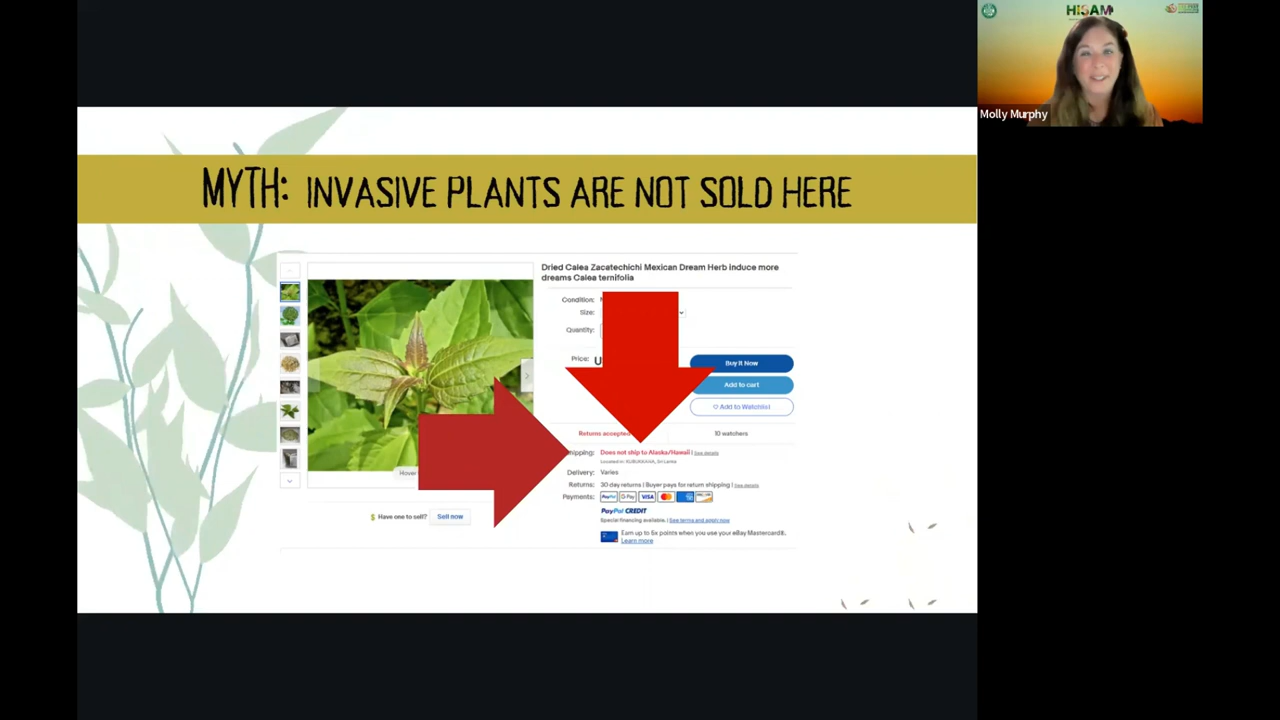 HISAM
Molly Murphy
MYTH: INVASIVE PLANTS ARE NOT SOLD HERE
Dried Calea Zacatechichi Mexican Dream Herb induce more
dreams Calea ternifolia
Condition:
Size:
Quantity:
Price: U
Buy It Now
Add to cart
Add to Watchlist
Returns accepted
10 watchers
Shipping: Does not ship to Alaska/Hawaii | See details
Located in: KUBUKKANA, Sri Lanka
Delivery: Varies
Returns: 30 day returns | Buyer pays for return shipping | See details
Payments: PayPal G Pay VISA
PayPal CREDIT
Special financing available. | See terms and apply now
Earn up to 5x points when you use your eBay Mastercard®.
Learn more
Hover
Have one to sell? Sell now